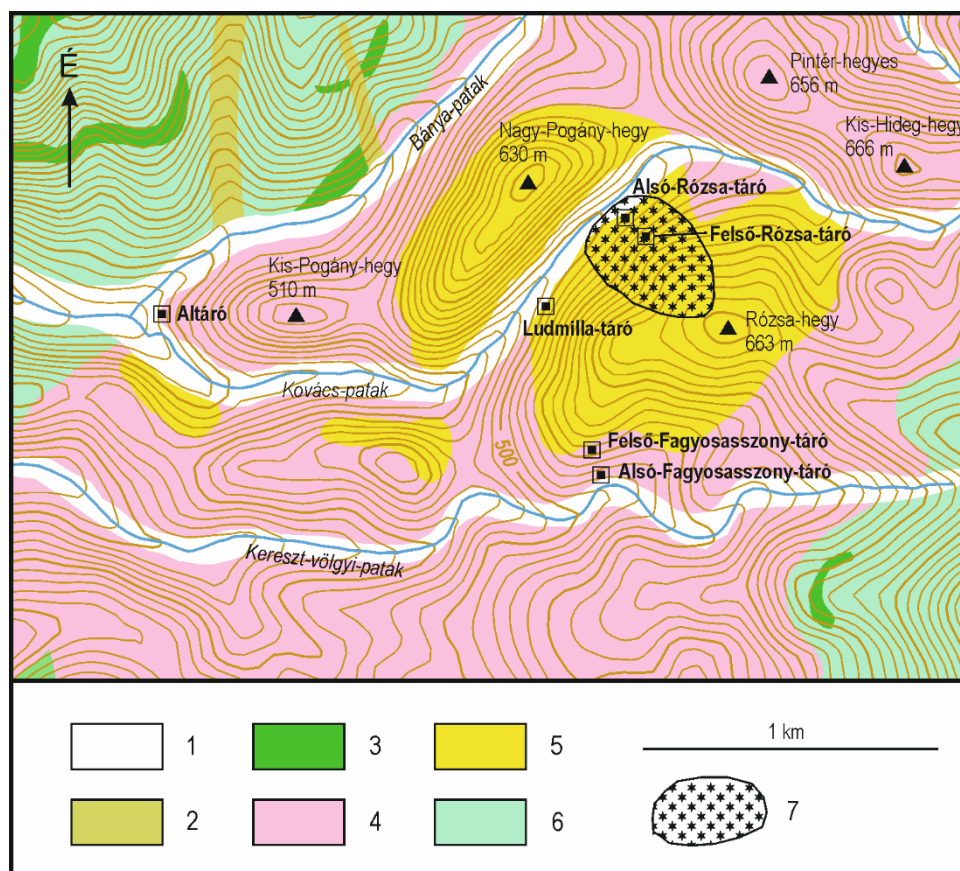 É
Bánya-patak
Pintér-hegyes
656 m
Nagy-Pogány-hegy
630 m
Kis-Hideg-hegy
666 m
Alsó-Rózsa-táró
Felső-Rózsa-táró
Kis-Pogány-hegy
510 m
Altáró
Ludmilla-táró
Rózsa-hegy
663 m
Kovács-patak
500
Felső-Fagyosasszony-táró
Alsó-Fagyosasszony-táró
Kereszt-völgyi-patak
1
3
5
1 km
2
4
6
7